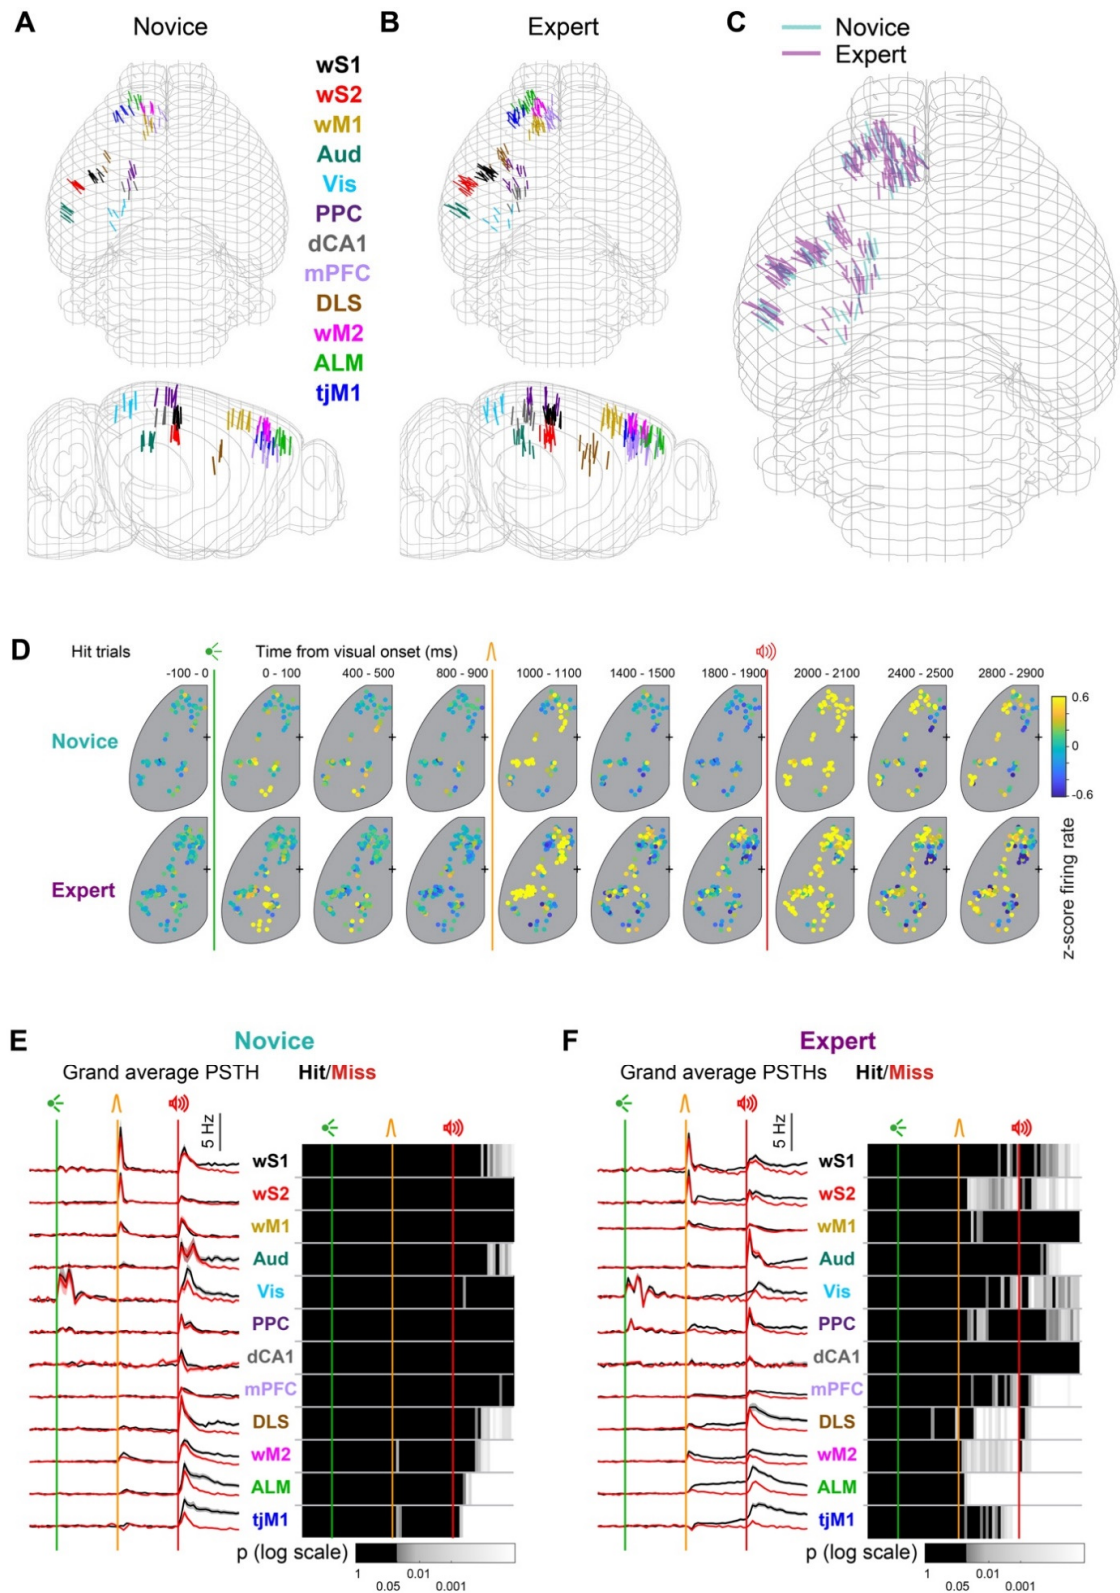 A
Novice
B
Expert
C
Novice
Expert
wS1
wS2
wM1
Aud
Vis
PPC
dCA1
mPFC
DLS
wM2
ALM
tjM1
D
Hit trials
Time from visual onset (ms)
-100 - 0
0 - 100
400 - 500
800 - 900
1000 - 1100
1400 - 1500
1800 - 1900
2000 - 2100
2400 - 2500
2800 - 2900
Novice
Expert
0.6
0
-0.6
z-score firing rate
E
Novice
Grand average PSTH
Hit/Miss
5 Hz
wS1
wS2
wM1
Aud
Vis
PPC
dCA1
mPFC
DLS
wM2
ALM
tjM1
p (log scale)
1
0.05
0.01
0.001
F
Expert
Grand average PSTHs
Hit/Miss
5 Hz
wS1
wS2
wM1
Aud
Vis
PPC
dCA1
mPFC
DLS
wM2
ALM
tjM1
p (log scale)
1
0.05
0.01
0.001